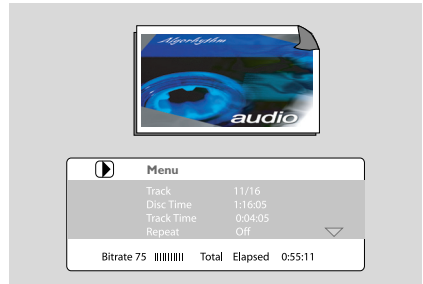 Algorhythm
audio
Menu
Track 11/16
Disc Time 1:16:05
Track Time 0:04:05
Repeat Off
Bitrate 75 Total Elapsed 0:55:11